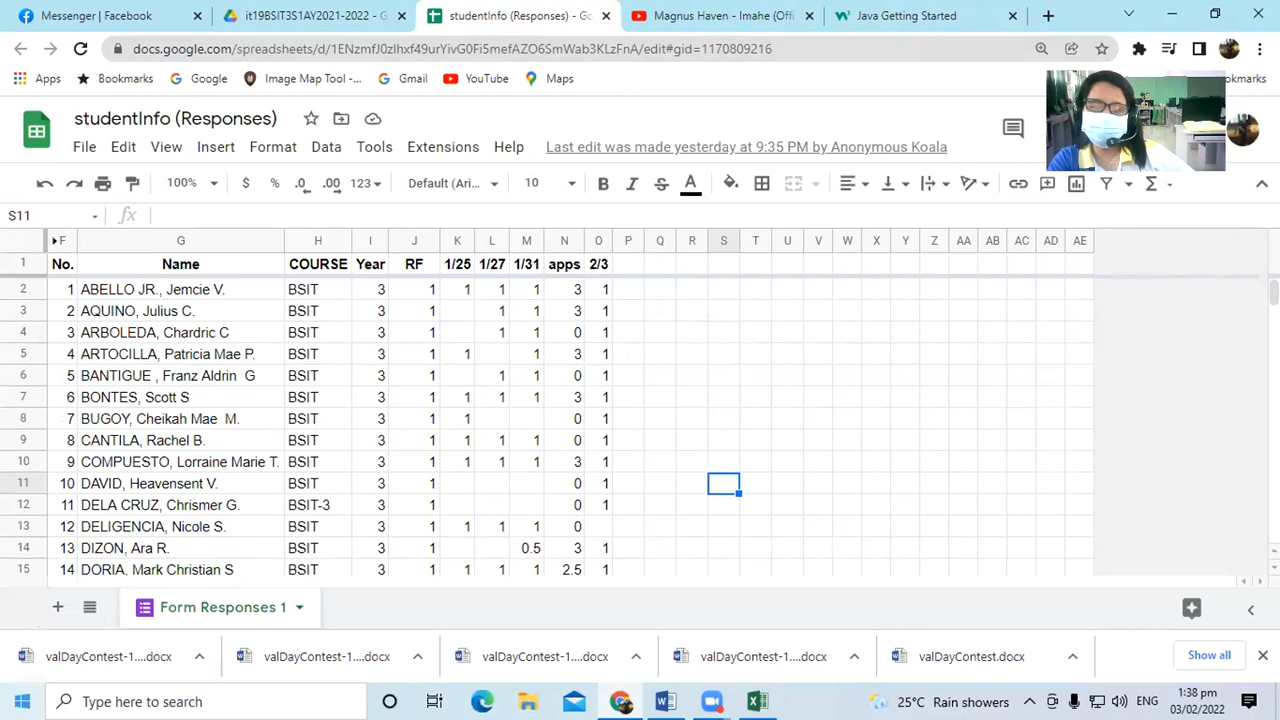 Messenger | Facebook
it19BSIT3S1AY2021-2022 - G
studentInfo (Responses) - Go
Magnus Haven - Imahe (Offi
Java Getting Started
docs.google.com/spreadsheets/d/1ENzmfJ0zIhxf49urYivG0Fi5mefAZO6SmWab3KLzFnA/edit#gid=1170809216
Apps Bookmarks Google Image Map Tool -... Gmail YouTube Maps
okmarks
studentInfo (Responses)
File Edit View Insert Format Data Tools Extensions Help Last edit was made yesterday at 9:35 PM by Anonymous Koala
100% $ % .0 .00 123 Default (Ari... 10 B I S A Σ
S11 fx
F G H I J K L M N O P Q R S T U V W X Y Z AA AB AC AD AE
1 No. Name COURSE Year RF 1/25 1/27 1/31 apps 2/3
2 1 ABELLO JR., Jemcie V. BSIT 3 1 1 1 1 3 1
3 2 AQUINO, Julius C. BSIT 3 1 1 1 3 1
4 3 ARBOLEDA, Chardric C BSIT 3 1 1 1 0 1
5 4 ARTOCILLA, Patricia Mae P. BSIT 3 1 1 1 3 1
6 5 BANTIGUE , Franz Aldrin G BSIT 3 1 1 1 0 1
7 6 BONTES, Scott S BSIT 3 1 1 1 1 3 1
8 7 BUGOY, Cheikah Mae M. BSIT 3 1 1 0 1
9 8 CANTILA, Rachel B. BSIT 3 1 1 1 1 0 1
10 9 COMPUESTO, Lorraine Marie T. BSIT 3 1 1 1 1 3 1
11 10 DAVID, Heavensent V. BSIT 3 1 0 1
12 11 DELA CRUZ, Chrismer G. BSIT-3 3 1 0 1
13 12 DELIGENCIA, Nicole S. BSIT 3 1 1 1 1 0
14 13 DIZON, Ara R. BSIT 3 1 0.5 3 1
15 14 DORIA, Mark Christian S BSIT 3 1 1 1 1 2.5 1
Form Responses 1
valDayContest-1....docx valDayContest-1....docx valDayContest-1....docx valDayContest-1....docx valDayContest.docx Show all
Type here to search
25°C Rain showers
ENG
1:38 pm
03/02/2022